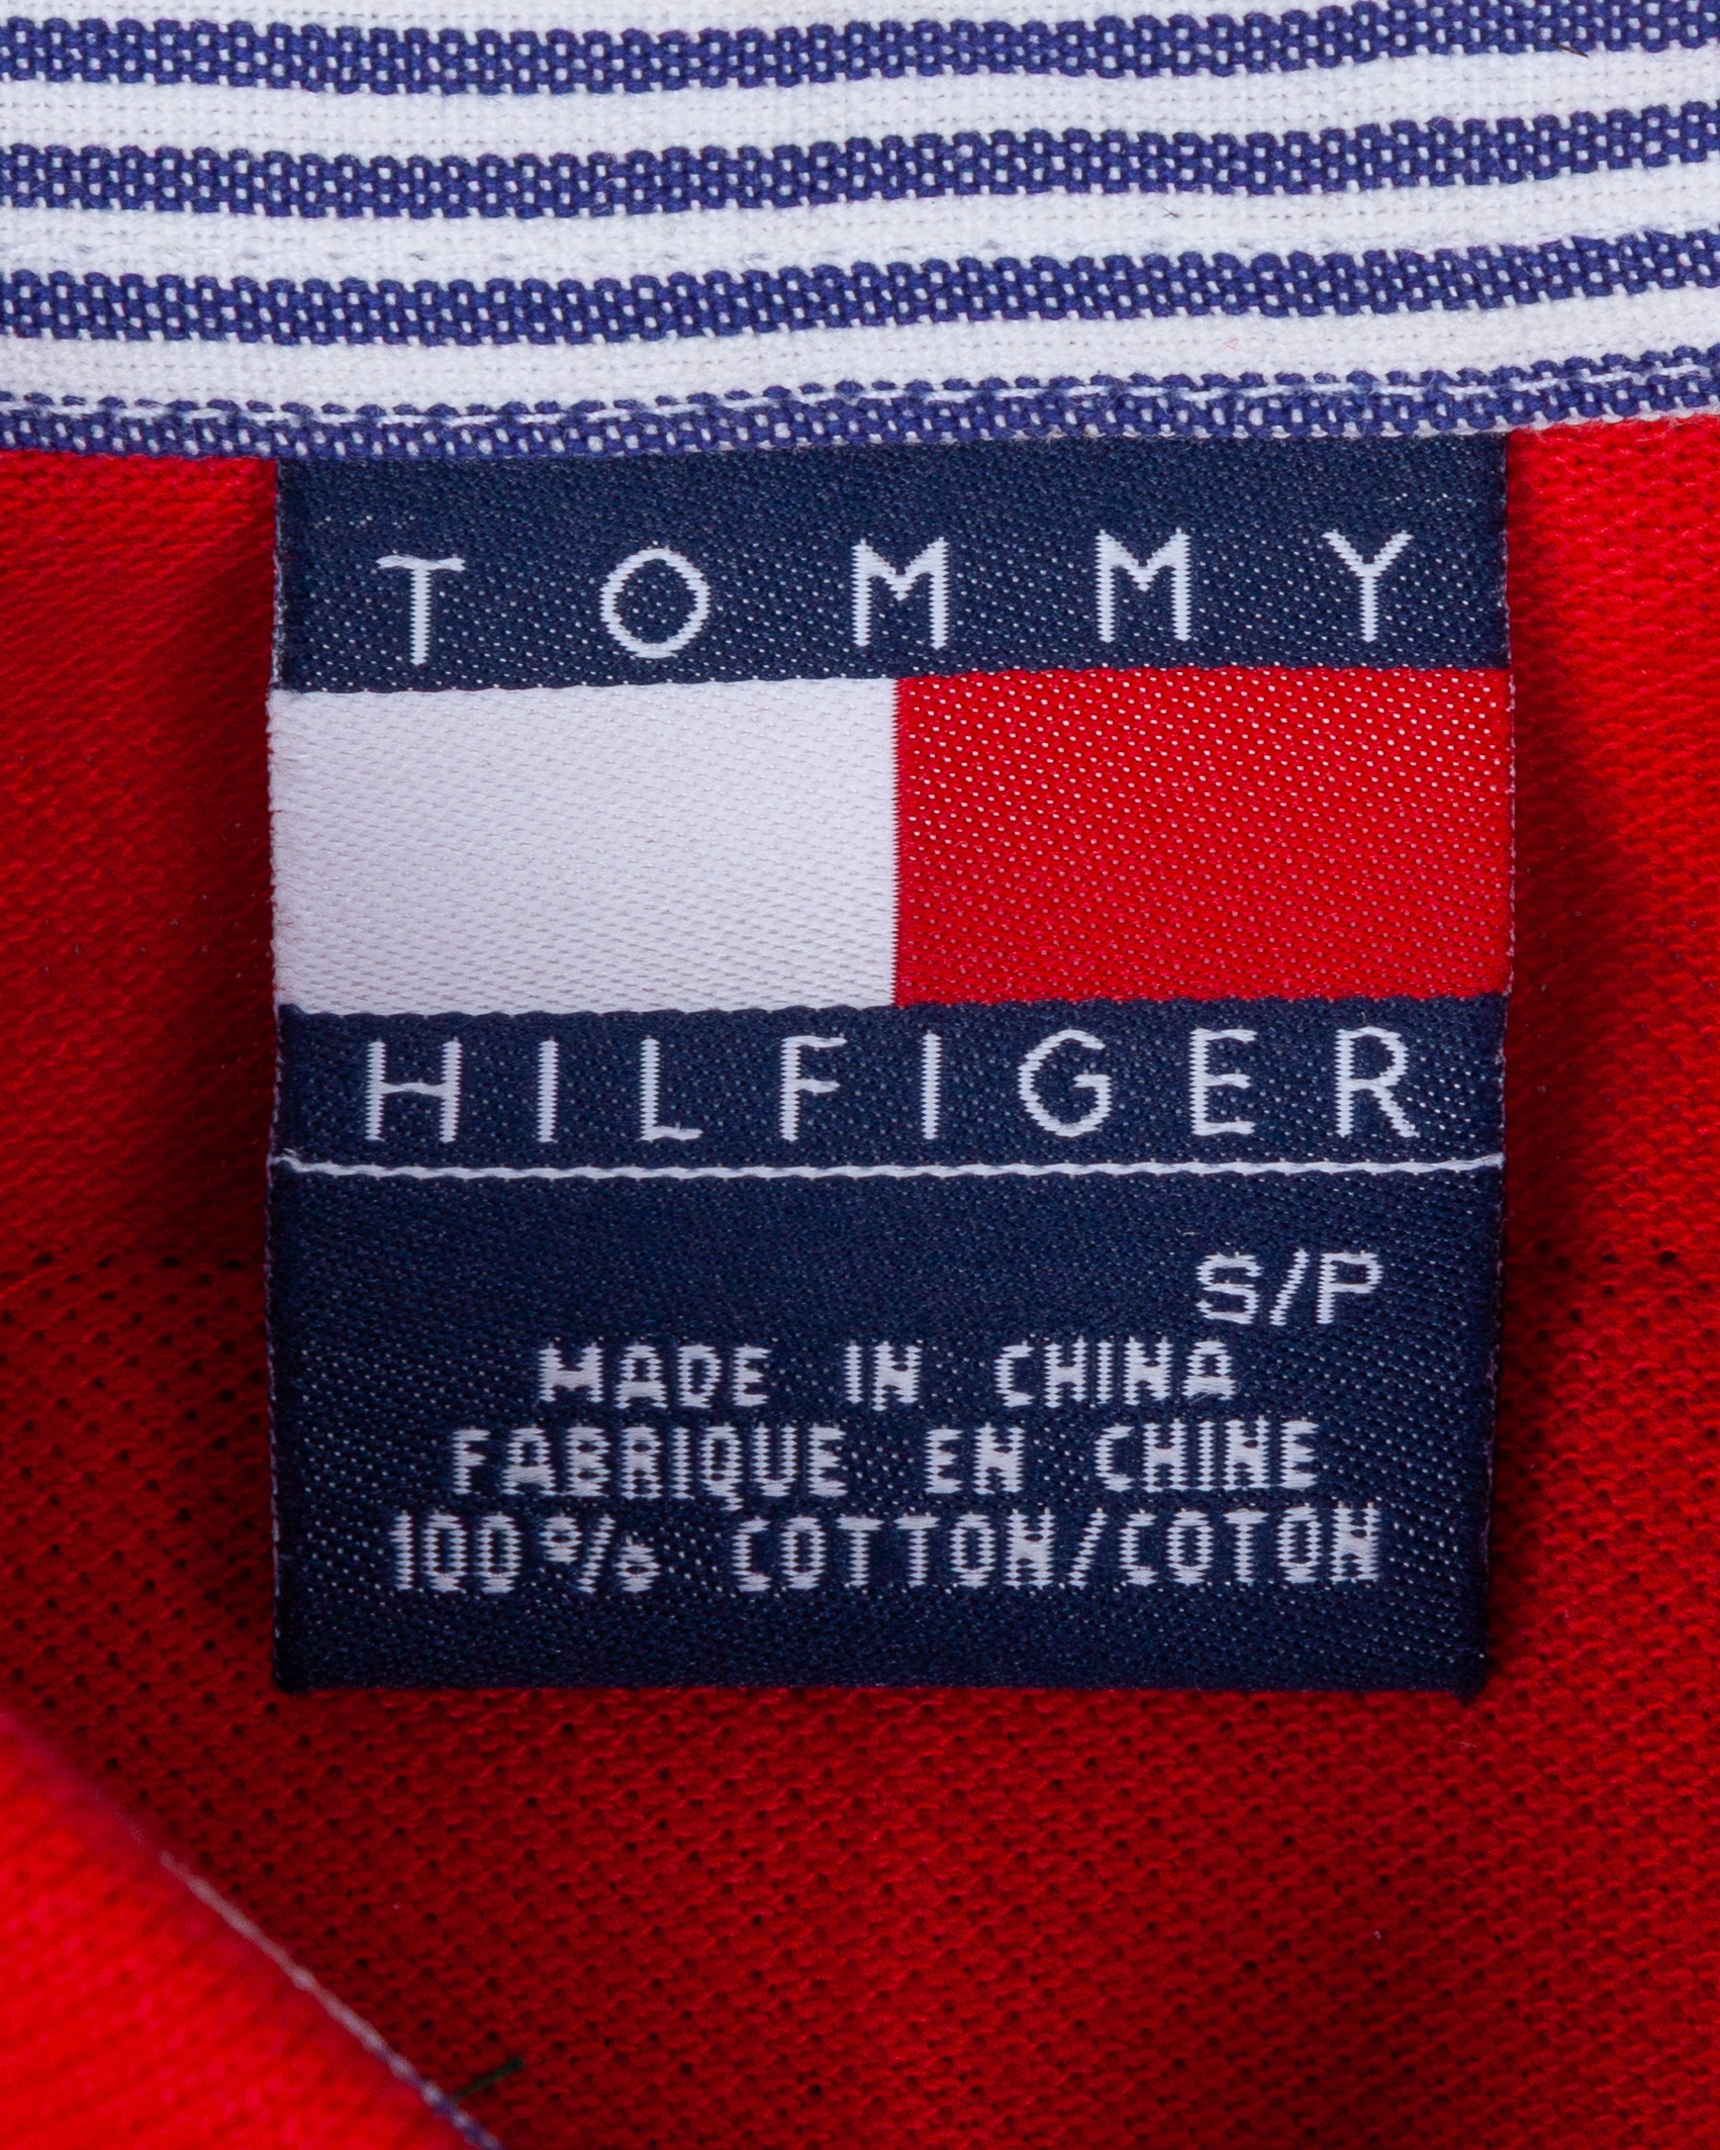 TOMMY
HILFIGER
S/P
MADE IN CHINA
FABRIQUE EN CHINE
100% COTTON/COTON